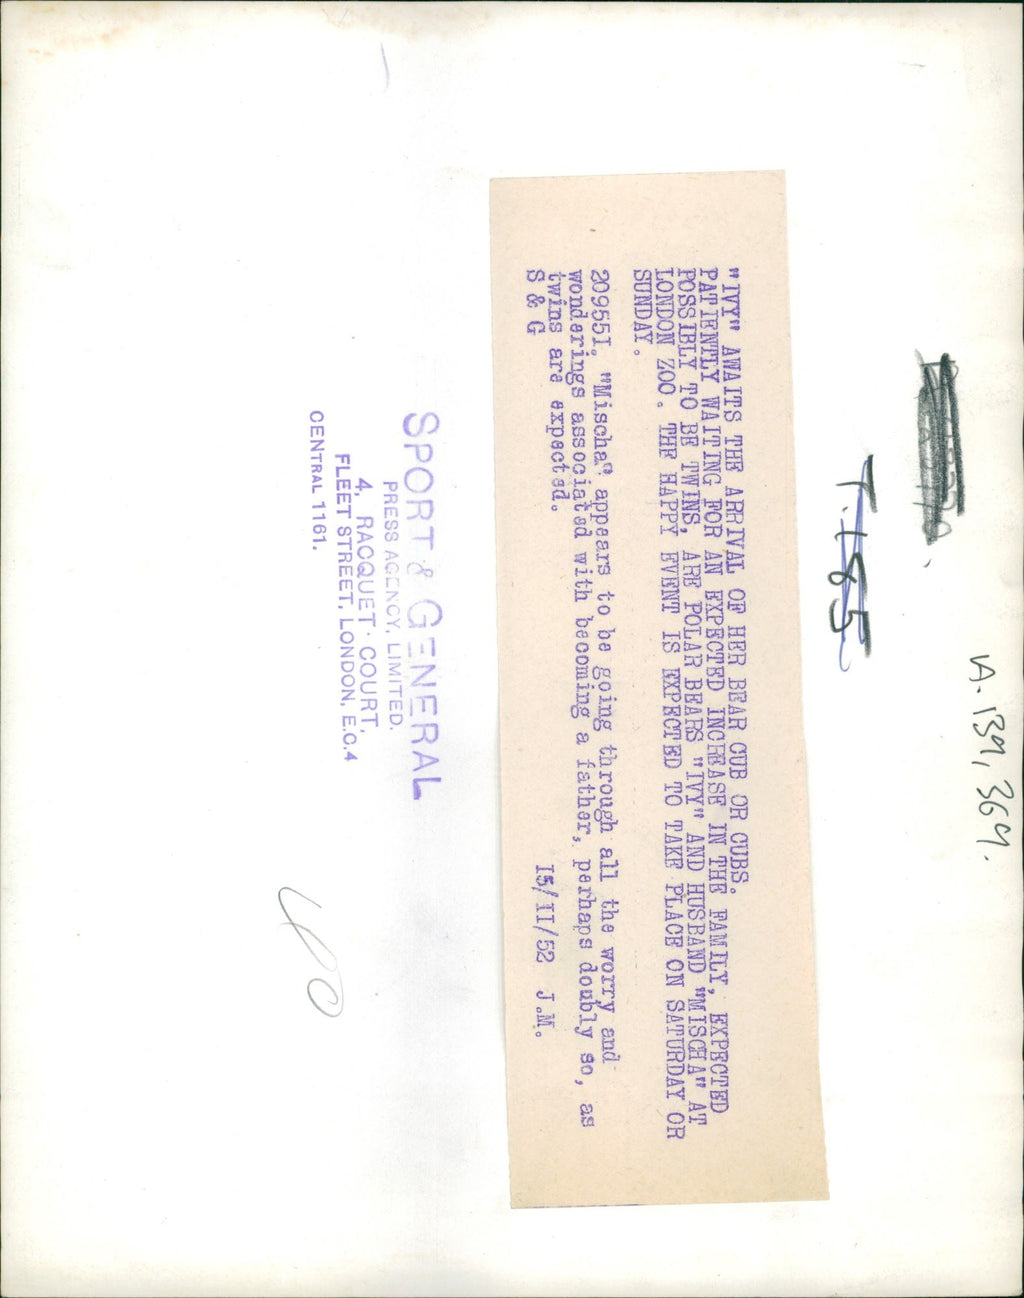 "IVY" AWAITS THE ARRIVAL OF HER BEAR CUB OR CUBS.
PATIENTLY WAITING FOR AN EXPECTED INCREASE IN THE FAMILY, EXPECTED
POSSIBLY TO BE TWINS, ARE POLAR BEARS "IVY" AND HUSBAND "MISCHA" AT
LONDON ZOO. THE HAPPY EVENT IS EXPECTED TO TAKE PLACE ON SATURDAY OR
SUNDAY.
209551. "Mischa" appears to be going through all the worry and
wonderings associated with becoming a father, perhaps doubly so, as
twins are expected.
S & G 15/11/52 J.M.
SPORT & GENERAL
PRESS AGENCY, LIMITED.
4, RACQUET COURT,
FLEET STREET, LONDON, E.C.4
CENTRAL 1161.
T.185
A.139,369.